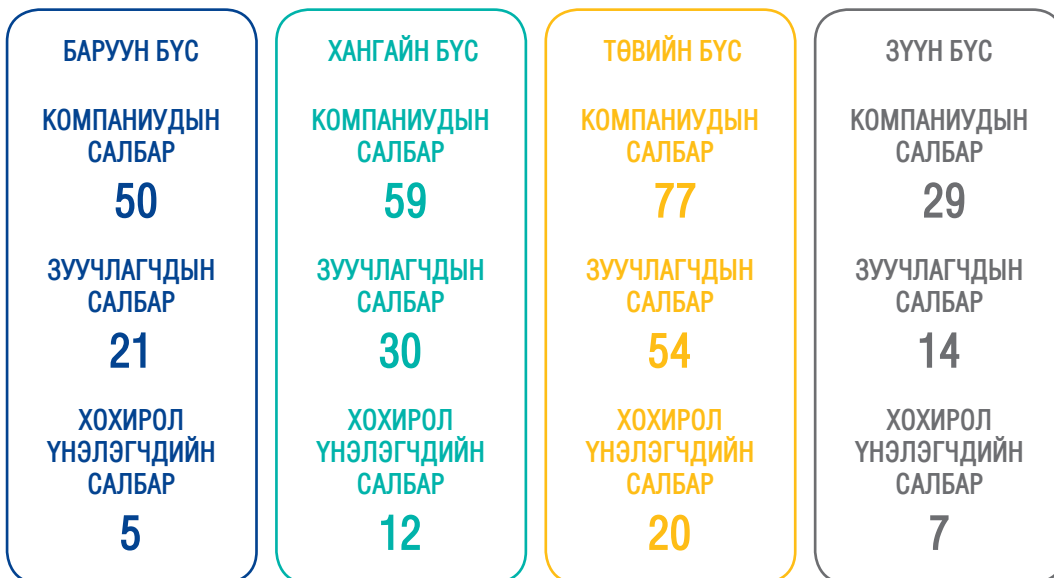 БАРУУН БҮС
КОМПАНИУДЫН
САЛБАР
50
ЗУУЧЛАГЧДЫН
САЛБАР
21
ХОХИРОЛ
ҮНЭЛЭГЧДИЙН
САЛБАР
5
ХАНГАЙН БҮС
КОМПАНИУДЫН
САЛБАР
59
ЗУУЧЛАГЧДЫН
САЛБАР
30
ХОХИРОЛ
ҮНЭЛЭГЧДИЙН
САЛБАР
12
ТӨВИЙН БҮС
КОМПАНИУДЫН
САЛБАР
77
ЗУУЧЛАГЧДЫН
САЛБАР
54
ХОХИРОЛ
ҮНЭЛЭГЧДИЙН
САЛБАР
20
ЗҮҮН БҮС
КОМПАНИУДЫН
САЛБАР
29
ЗУУЧЛАГЧДЫН
САЛБАР
14
ХОХИРОЛ
ҮНЭЛЭГЧДИЙН
САЛБАР
7